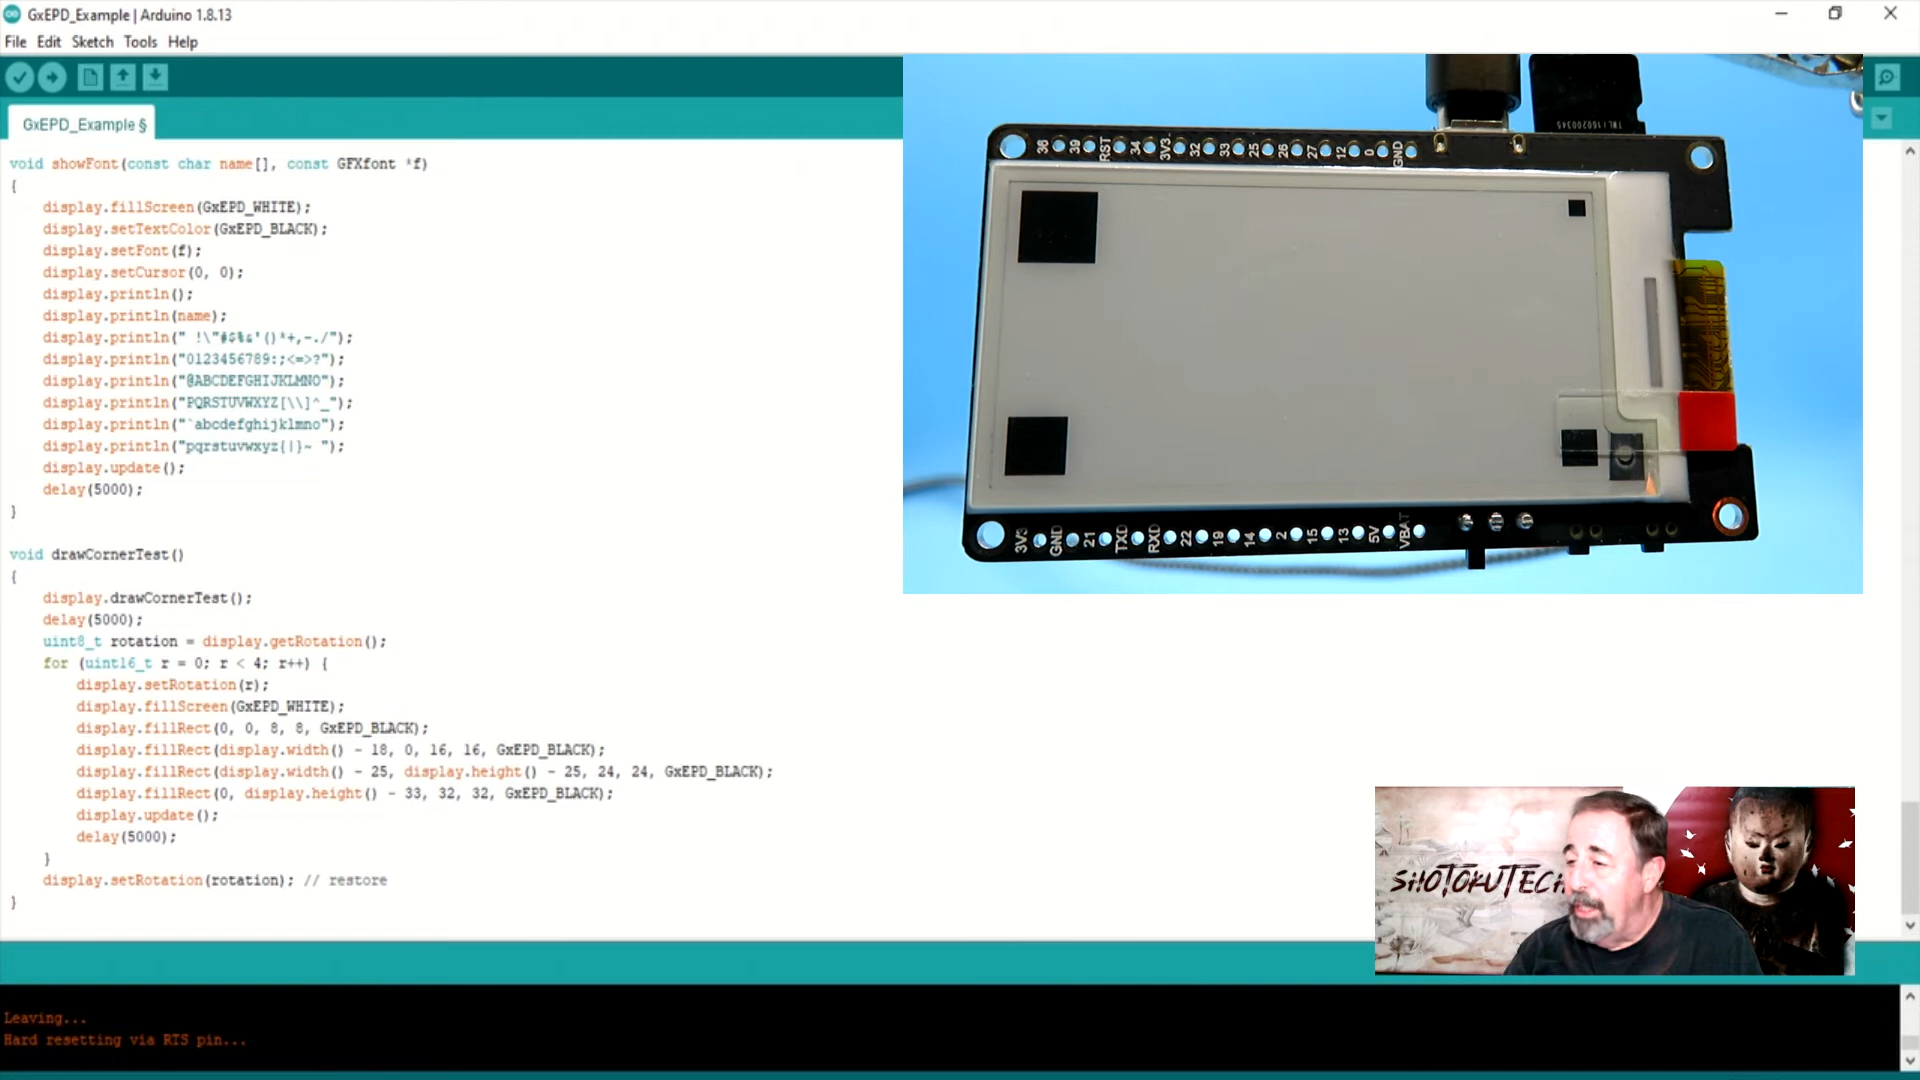 GxEPD_Example | Arduino 1.8.13
File Edit Sketch Tools Help
GxEPD_Example §
void showFont(const char name[], const GFXfont *f)
{
display.fillScreen(GxEPD_WHITE);
display.setTextColor(GxEPD_BLACK);
display.setFont(f);
display.setCursor(0, 0);
display.println();
display.println(name);
display.println(" !\"#$%&'()*+,-./");
display.println("0123456789:;<=>?");
display.println("@ABCDEFGHIJKLMNO");
display.println("PQRSTUVWXYZ[\\]^_");
display.println("`abcdefghijklmno");
display.println("pqrstuvwxyz{|}~ ");
display.update();
delay(5000);
}
void drawCornerTest()
{
display.drawCornerTest();
delay(5000);
uint8_t rotation = display.getRotation();
for (uint16_t r = 0; r < 4; r++) {
display.setRotation(r);
display.fillScreen(GxEPD_WHITE);
display.fillRect(0, 0, 8, 8, GxEPD_BLACK);
display.fillRect(display.width() - 18, 0, 16, 16, GxEPD_BLACK);
display.fillRect(display.width() - 25, display.height() - 25, 24, 24, GxEPD_BLACK);
display.fillRect(0, display.height() - 33, 32, 32, GxEPD_BLACK);
display.update();
delay(5000);
}
display.setRotation(rotation); // restore
}
Leaving...
Hard resetting via RTS pin...
TNL1160200345
36 39 RST 34 3V3 32 33 25 26 27 12 0 GND
3V3 GND 21 TXD RXD 22 19 14 2 15 13 5V VBAT
SHOTOKUTECH